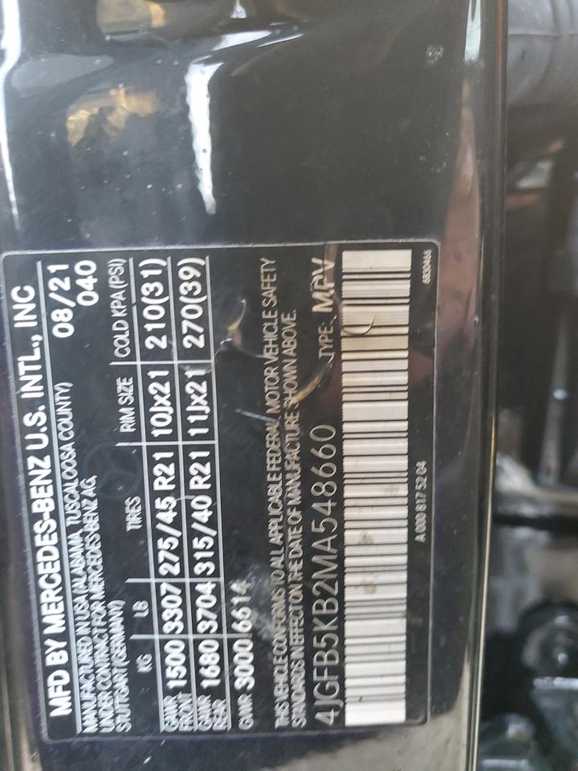 MFD BY MERCEDES-BENZ U.S. INTL., INC
MANUFACTURED IN USA (ALABAMA, TUSCALOOSA COUNTY) 08/21
UNDER CONTRACT FOR MERCEDES-BENZ AG, 040
STUTTGART (GERMANY)
KG LB TIRES RIM SIZE COLD KPA (PSI)
GAWR FRONT 1500 3307 275/45 R21 10Jx21 210(31)
GAWR REAR 1680 3704 315/40 R21 11Jx21 270(39)
GVWR 3000 6614
THIS VEHICLE CONFORMS TO ALL APPLICABLE FEDERAL MOTOR VEHICLE SAFETY
STANDARDS IN EFFECT ON THE DATE OF MANUFACTURE SHOWN ABOVE.
4JGFB5KB2MA548660 TYPE: MPV
A 000 817 52 04 6830466